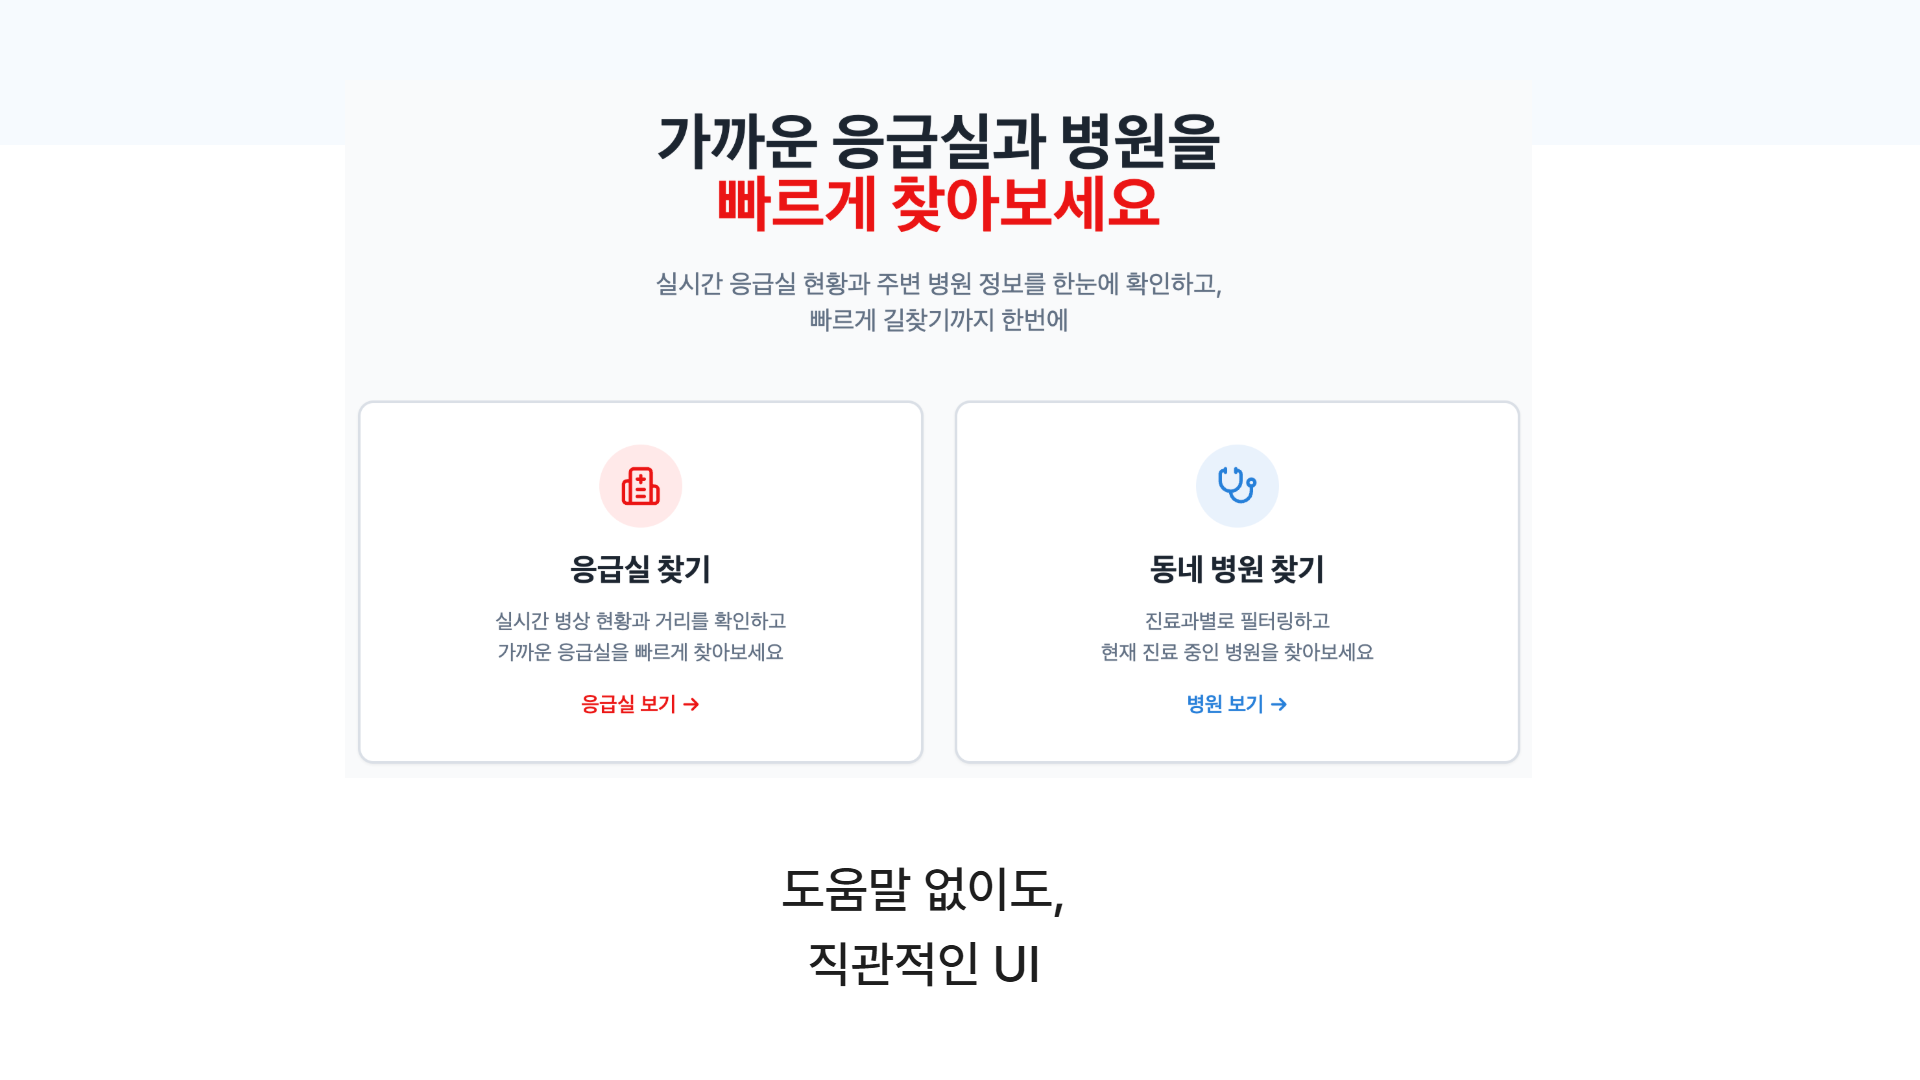 가까운 응급실과 병원을
빠르게 찾아보세요
실시간 응급실 현황과 주변 병원 정보를 한눈에 확인하고,
빠르게 길찾기까지 한번에
응급실 찾기
실시간 병상 현황과 거리를 확인하고
가까운 응급실을 빠르게 찾아보세요
응급실 보기 →
동네 병원 찾기
진료과별로 필터링하고
현재 진료 중인 병원을 찾아보세요
병원 보기 →
도움말 없이도,
직관적인 UI